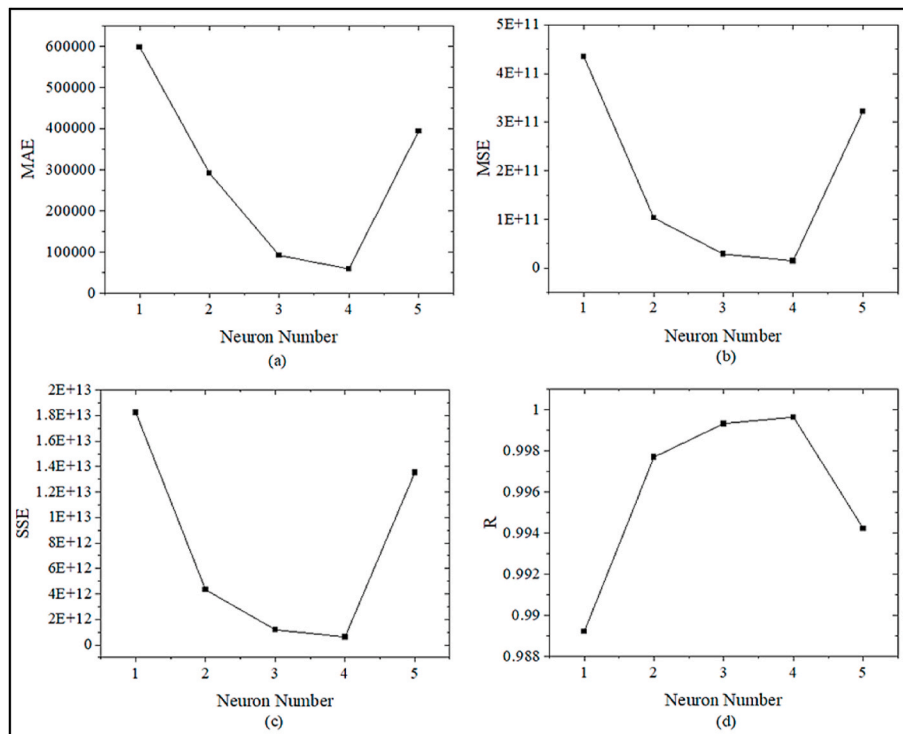 600000
500000
400000
300000
200000
100000
0
MAE
1 2 3 4 5
Neuron Number
(a)
5E+11
4E+11
3E+11
2E+11
1E+11
0
MSE
1 2 3 4 5
Neuron Number
(b)
2E+13
1.8E+13
1.6E+13
1.4E+13
1.2E+13
1E+13
8E+12
6E+12
4E+12
2E+12
0
SSE
1 2 3 4 5
Neuron Number
(c)
1
0.998
0.996
0.994
0.992
0.99
0.988
R
1 2 3 4 5
Neuron Number
(d)